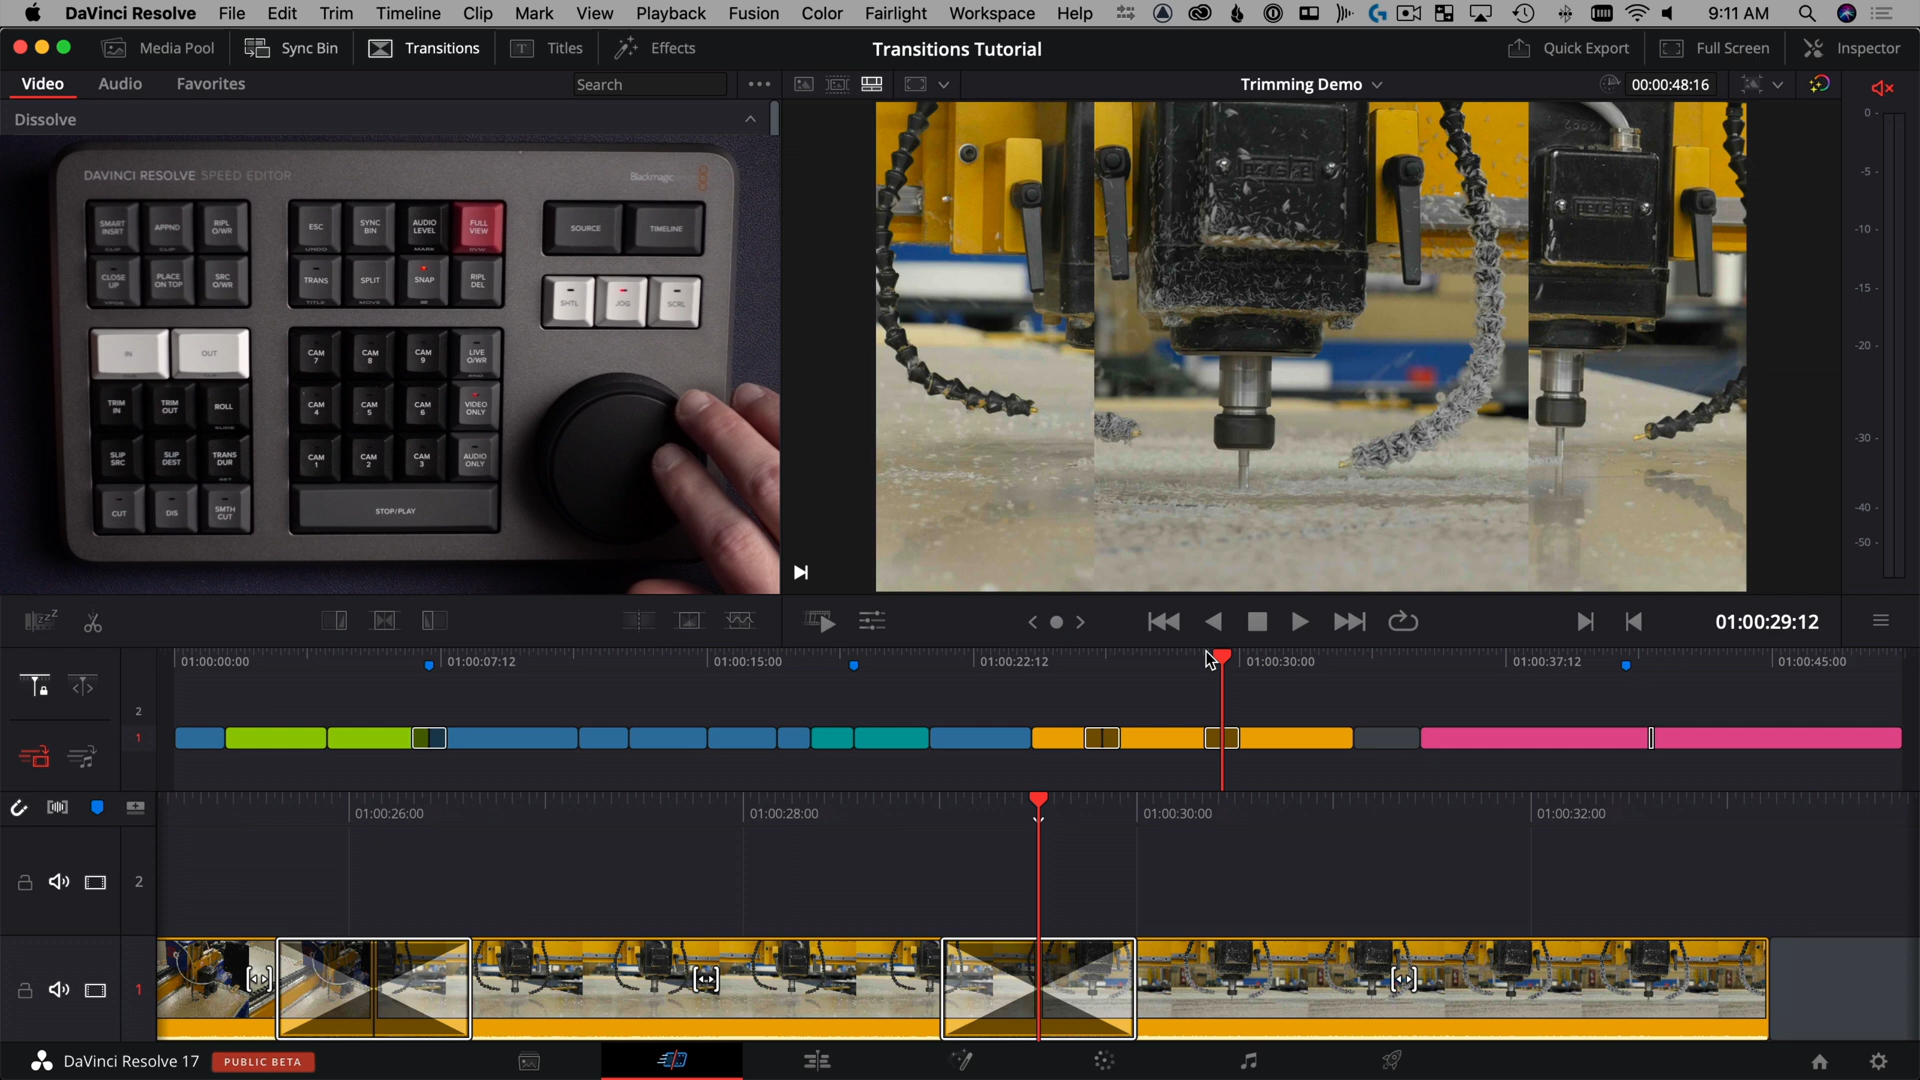 DaVinci Resolve File Edit Trim Timeline Clip Mark View Playback Fusion Color Fairlight Workspace Help 9:11 AM
Media Pool Sync Bin Transitions Titles Effects Transitions Tutorial Quick Export Full Screen Inspector
Video Audio Favorites Search Trimming Demo 00:00:48:16
Dissolve
DAVINCI RESOLVE SPEED EDITOR Blackmagic
SMART INSRT APPND RIPL O/WR ESC SYNC BIN AUDIO LEVEL FULL VIEW SOURCE TIMELINE
CLOSE UP PLACE ON TOP SRC O/WR TRANS SPLIT SNAP RIPL DEL SHTL JOG SCRL
IN OUT CAM 7 CAM 8 CAM 9 LIVE O/WR
TRIM IN TRIM OUT ROLL CAM 4 CAM 5 CAM 6 VIDEO ONLY
SLIP SRC SLIP DEST TRANS DUR CAM 1 CAM 2 CAM 3 AUDIO ONLY
CUT DIS SMTH CUT STOP/PLAY
0
-5
-10
-15
-20
-30
-40
-50
01:00:29:12
01:00:00:00 01:00:07:12 01:00:15:00 01:00:22:12 01:00:30:00 01:00:37:12 01:00:45:00
2
1
01:00:26:00 01:00:28:00 01:00:30:00 01:00:32:00
2
1
DaVinci Resolve 17 PUBLIC BETA